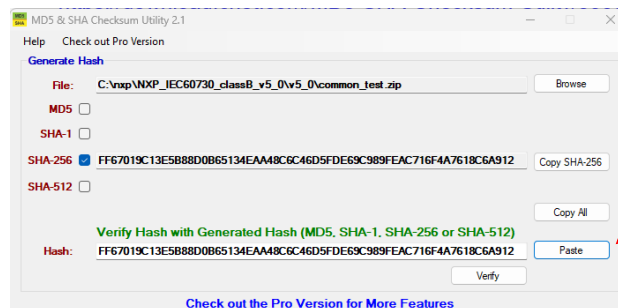 MD5 & SHA Checksum Utility 2.1
Help Check out Pro Version
Generate Hash
File: C:\nxp\NXP_IEC60730_classB_v5_0\v5_0\common_test.zip Browse
MD5
SHA-1
SHA-256 FF67019C13E5B88D0B65134EAA48C6C46D5FDE69C989FEAC716F4A7618C6A912 Copy SHA-256
SHA-512
Copy All
Verify Hash with Generated Hash (MD5, SHA-1, SHA-256 or SHA-512)
Hash: FF67019C13E5B88D0B65134EAA48C6C46D5FDE69C989FEAC716F4A7618C6A912 Paste
Verify
Check out the Pro Version for More Features